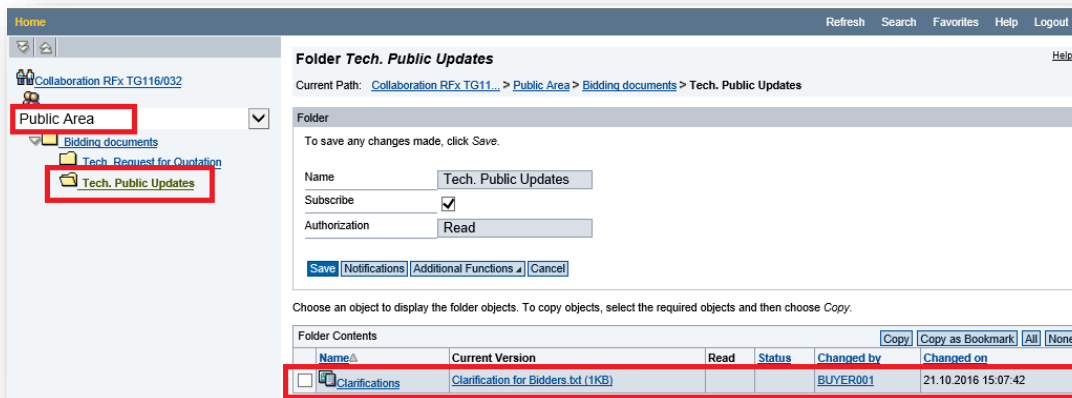 Home Refresh Search Favorites Help Logout
Collaboration RFx TG116/032
Public Area
Bidding documents
Tech. Request for Quotation
Tech. Public Updates
Folder Tech. Public Updates Help
Current Path: Collaboration RFx TG11... > Public Area > Bidding documents > Tech. Public Updates
Folder
To save any changes made, click Save.
Name Tech. Public Updates
Subscribe
Authorization Read
Save Notifications Additional Functions Cancel
Choose an object to display the folder objects. To copy objects, select the required objects and then choose Copy.
Folder Contents Copy Copy as Bookmark All None
Name Current Version Read Status Changed by Changed on
Clarifications Clarification for Bidders.txt (1KB) BUYER001 21.10.2016 15:07:42